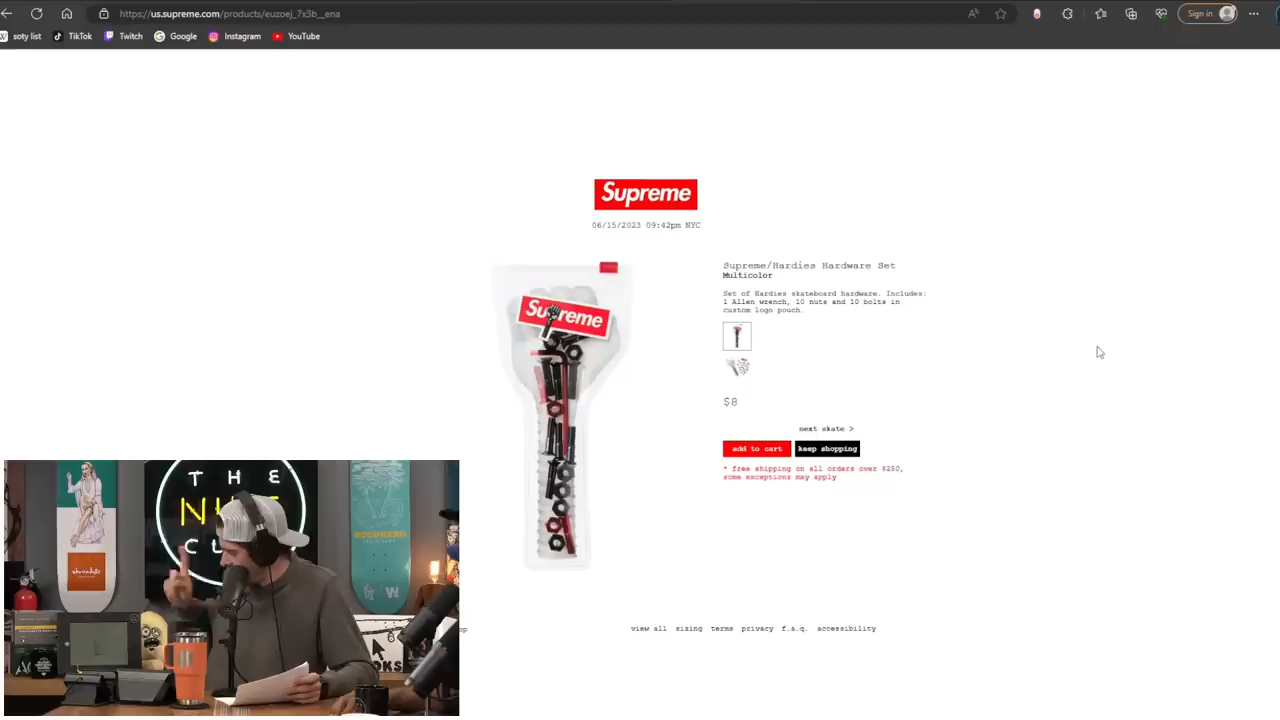 https://us.supreme.com/products/euzoej_7x3b__ena
Sign in
soty list
TikTok
Twitch
Google
Instagram
YouTube
Supreme
06/15/2023 09:42pm NYC
Supreme
Supreme/Hardies Hardware Set
Multicolor
Set of Hardies skateboard hardware. Includes:
1 Allen wrench, 10 nuts and 10 bolts in
custom logo pouch.
$8
next skate >
add to cart
keep shopping
* free shipping on all orders over $250,
some exceptions may apply
view all
sizing
terms
privacy
f.a.q.
accessibility
THE
WOODWARD
W